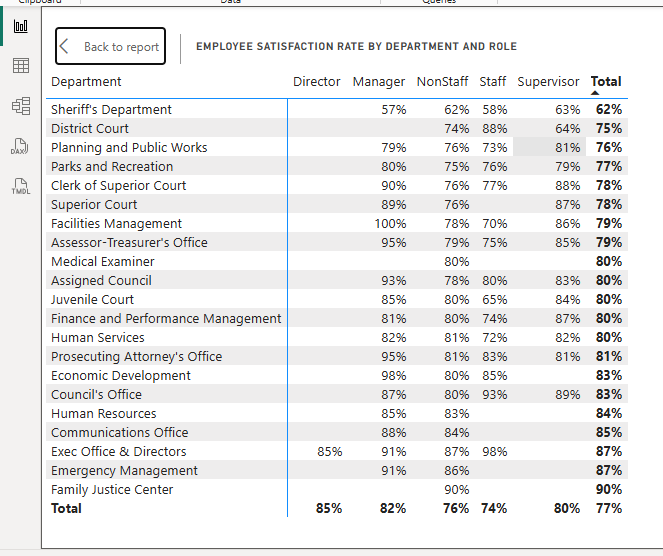 Clipboard Data Queries
Back to report EMPLOYEE SATISFACTION RATE BY DEPARTMENT AND ROLE
Department Director Manager NonStaff Staff Supervisor Total
Sheriff's Department 57% 62% 58% 63% 62%
District Court 74% 88% 64% 75%
Planning and Public Works 79% 76% 73% 81% 76%
Parks and Recreation 80% 75% 76% 79% 77%
Clerk of Superior Court 90% 76% 77% 88% 78%
Superior Court 89% 76% 87% 78%
Facilities Management 100% 78% 70% 86% 79%
Assessor-Treasurer's Office 95% 79% 75% 85% 79%
Medical Examiner 80% 80%
Assigned Council 93% 78% 80% 83% 80%
Juvenile Court 85% 80% 65% 84% 80%
Finance and Performance Management 81% 80% 74% 87% 80%
Human Services 82% 81% 72% 82% 80%
Prosecuting Attorney's Office 95% 81% 83% 81% 81%
Economic Development 98% 80% 85% 83%
Council's Office 87% 80% 93% 89% 83%
Human Resources 85% 83% 84%
Communications Office 88% 84% 85%
Exec Office & Directors 85% 91% 87% 98% 87%
Emergency Management 91% 86% 87%
Family Justice Center 90% 90%
Total 85% 82% 76% 74% 80% 77%
DAX
TMDL